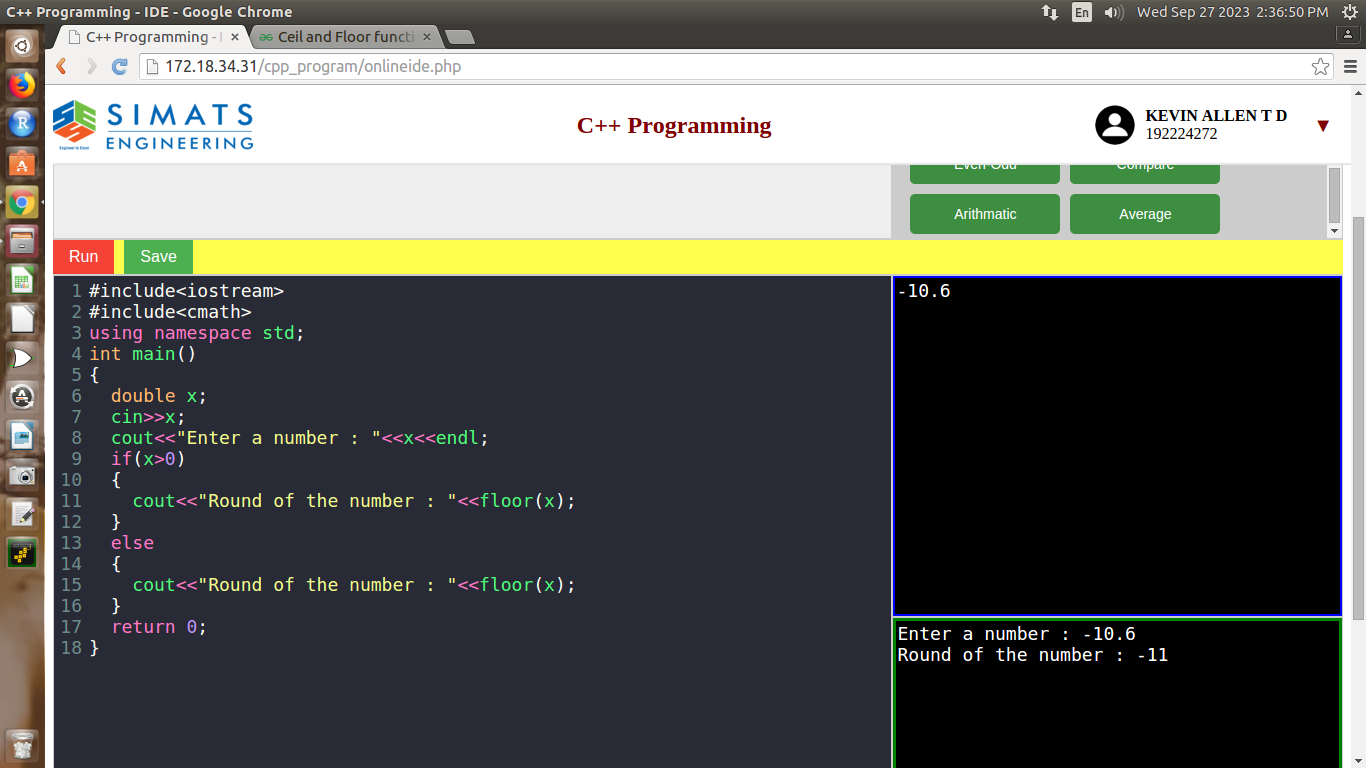 C++ Programming - IDE - Google Chrome
En
Wed Sep 27 2023 2:36:50 PM
C++ Programming - I
Ceil and Floor functi
172.18.34.31/cpp_program/onlineide.php
SIMATS
ENGINEERING
C++ Programming
KEVIN ALLEN T D
192224272
Even Odd
Compare
Arithmatic
Average
Run
Save
1 #include<iostream>
2 #include<cmath>
3 using namespace std;
4 int main()
5 {
6 double x;
7 cin>>x;
8 cout<<"Enter a number : "<<x<<endl;
9 if(x>0)
10 {
11 cout<<"Round of the number : "<<floor(x);
12 }
13 else
14 {
15 cout<<"Round of the number : "<<floor(x);
16 }
17 return 0;
18 }
-10.6
Enter a number : -10.6
Round of the number : -11